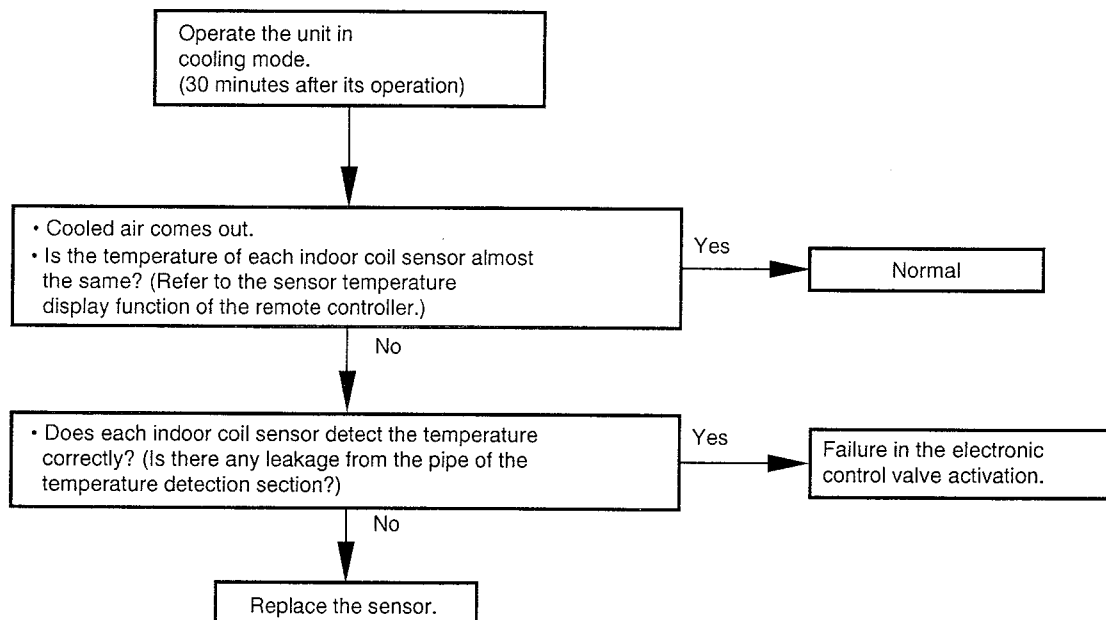 Operate the unit in
cooling mode.
(30 minutes after its operation)
• Cooled air comes out.
• Is the temperature of each indoor coil sensor almost
the same? (Refer to the sensor temperature
display function of the remote controller.)
Yes
Normal
No
• Does each indoor coil sensor detect the temperature
correctly? (Is there any leakage from the pipe of the
temperature detection section?)
Yes
Failure in the electronic
control valve activation.
No
Replace the sensor.